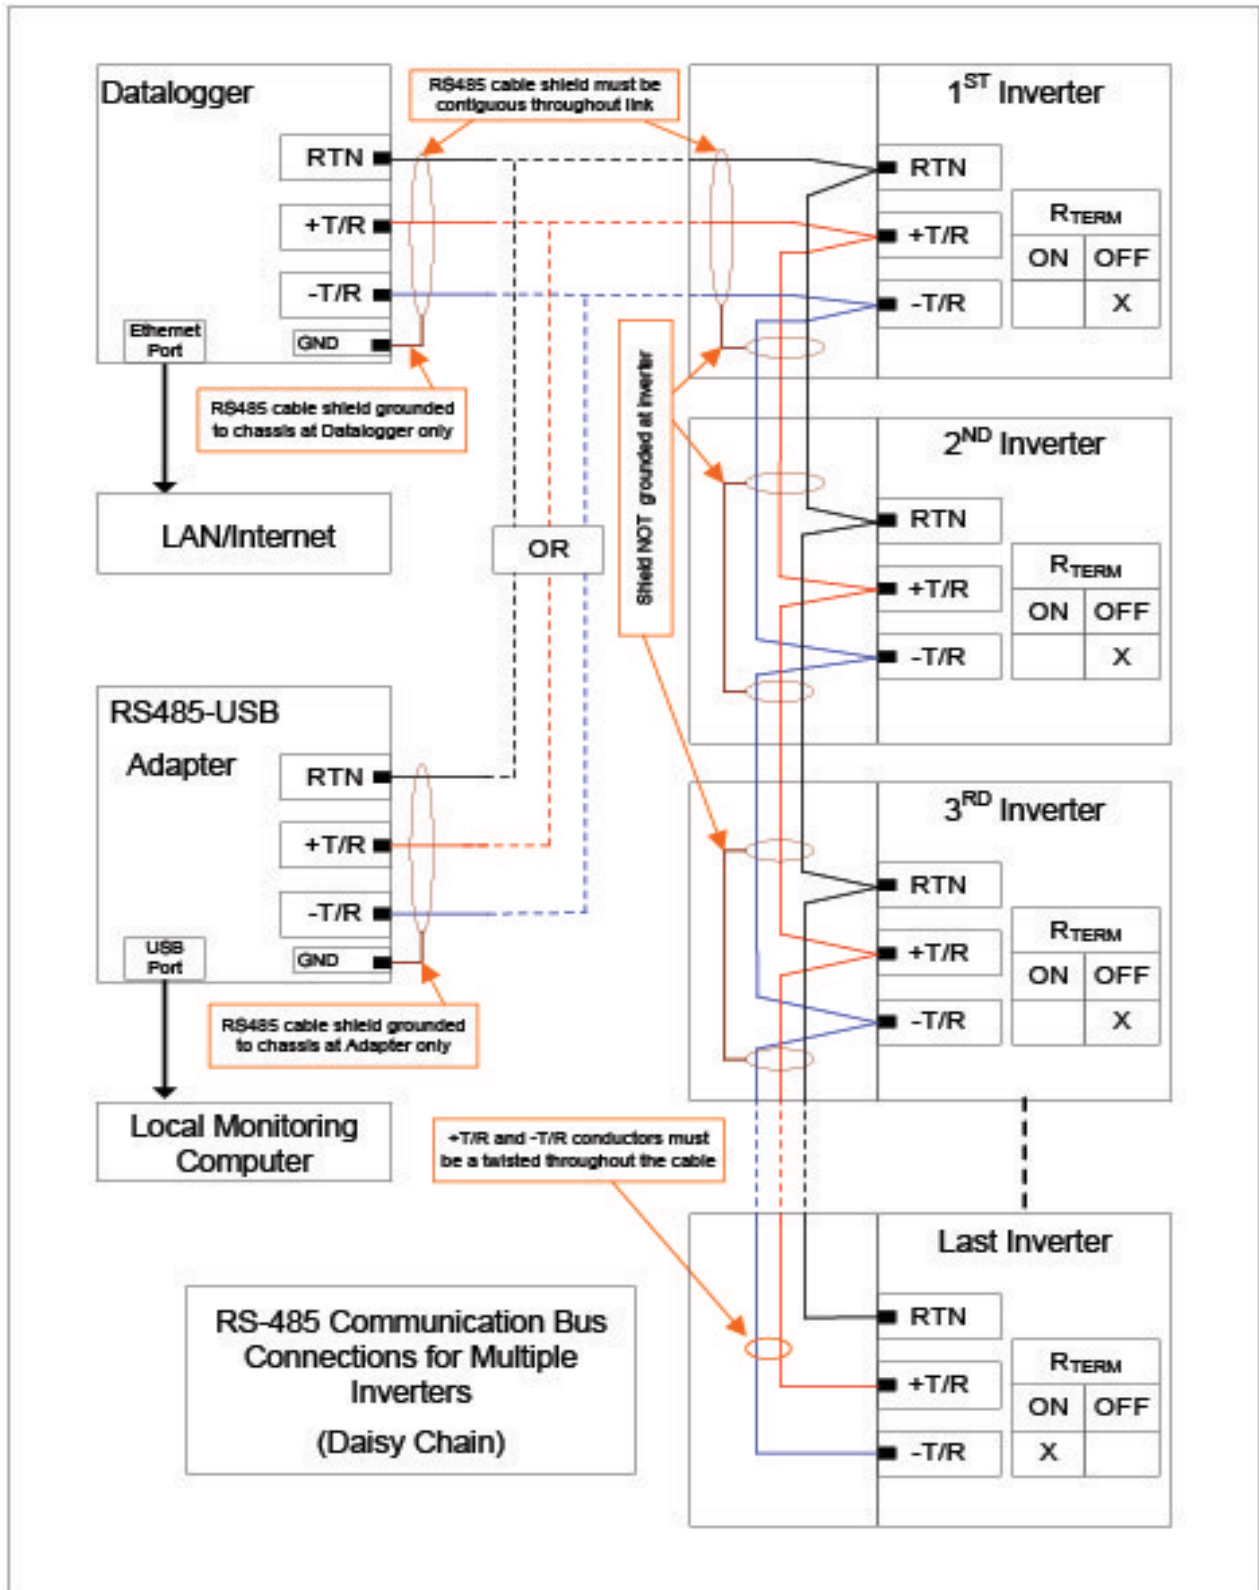 Datalogger
RTN
+T/R
-T/R
GND
Ethernet
Port
RS485 cable shield must be
contiguous throughout link
RS485 cable shield grounded
to chassis at Datalogger only
LAN/Internet
OR
RS485-USB
Adapter
RTN
+T/R
-T/R
GND
USB
Port
RS485 cable shield grounded
to chassis at Adapter only
Local Monitoring
Computer
1ST Inverter
RTN
+T/R
-T/R
RTERM
ON OFF
X
Shield NOT grounded at inverter
2ND Inverter
RTN
+T/R
-T/R
RTERM
ON OFF
X
3RD Inverter
RTN
+T/R
-T/R
RTERM
ON OFF
X
+T/R and -T/R conductors must
be a twisted throughout the cable
Last Inverter
RTN
+T/R
-T/R
RTERM
ON OFF
X
RS-485 Communication Bus
Connections for Multiple
Inverters
(Daisy Chain)